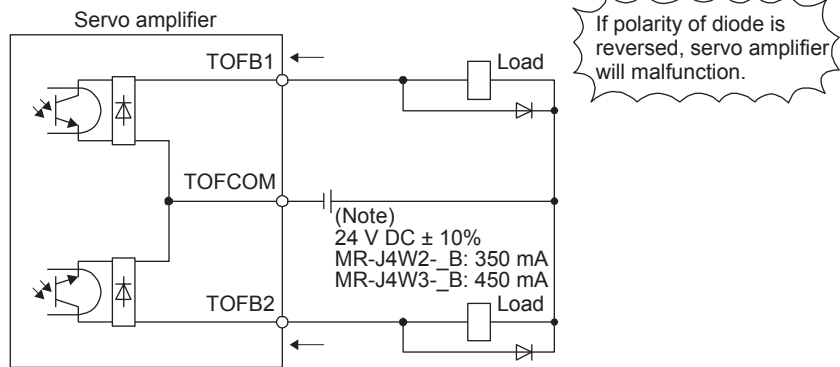 Servo amplifier
If polarity of diode is
reversed, servo amplifier
will malfunction.
TOFB1
Load
TOFCOM
(Note)
24 V DC ± 10%
MR-J4W2-_B: 350 mA
MR-J4W3-_B: 450 mA
TOFB2
Load